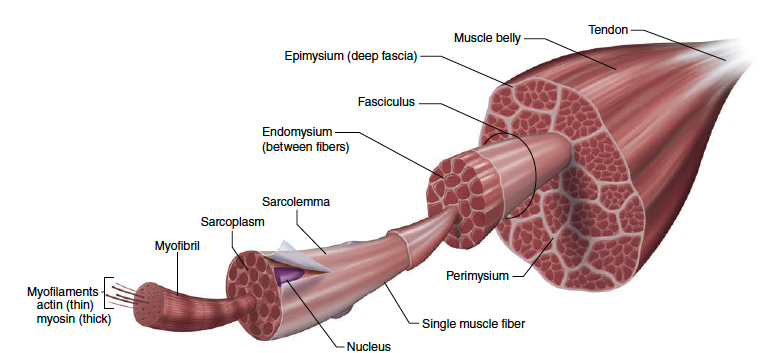 Tendon
Muscle belly
Epimysium (deep fascia)
Fasciculus
Endomysium
(between fibers)
Sarcolemma
Sarcoplasm
Myofibril
Perimysium
Myofilaments
actin (thin)
myosin (thick)
Single muscle fiber
Nucleus